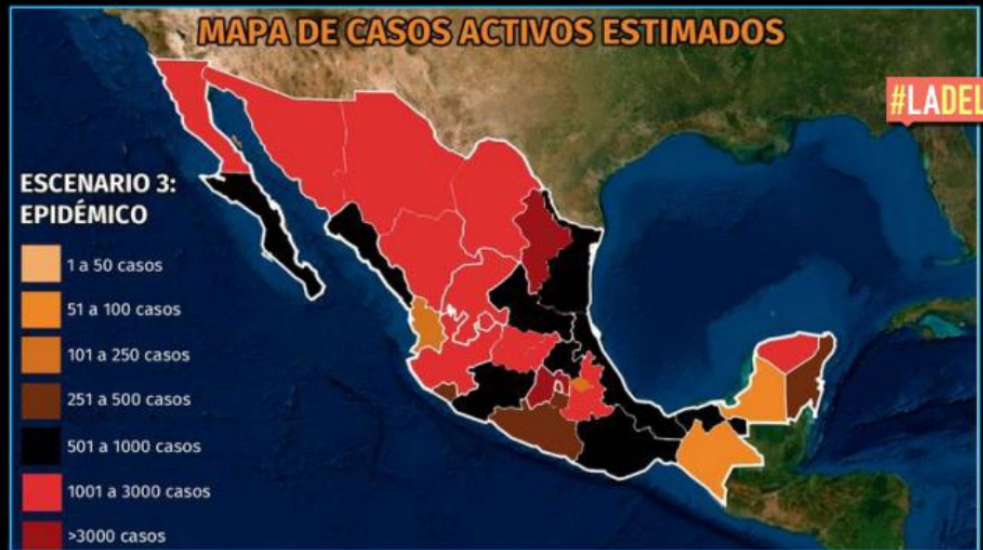 MAPA DE CASOS ACTIVOS ESTIMADOS
#LADEL
ESCENARIO 3:
EPIDÉMICO
1 a 50 casos
51 a 100 casos
101 a 250 casos
251 a 500 casos
501 a 1000 casos
1001 a 3000 casos
>3000 casos